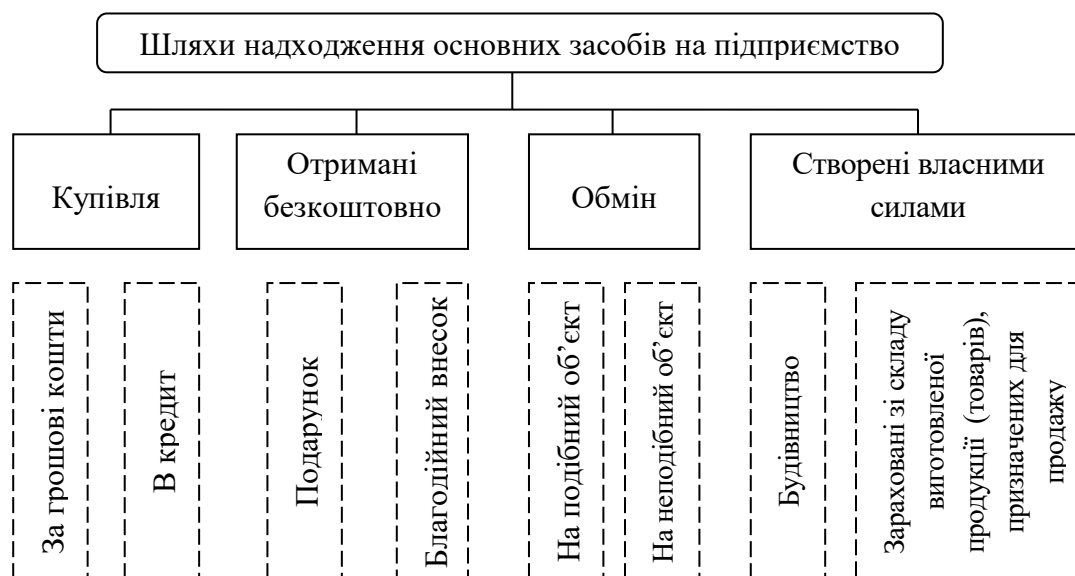 Шляхи надходження основних засобів на підприємство
Купівля
Отримані
безкоштовно
Обмін
Створені власними
силами
За грошові кошти
В кредит
Подарунок
Благодійний внесок
На подібний об’єкт
На неподібний об’єкт
Будівництво
Зараховані зі складу
виготовленої
продукції (товарів),
призначених для
продажу